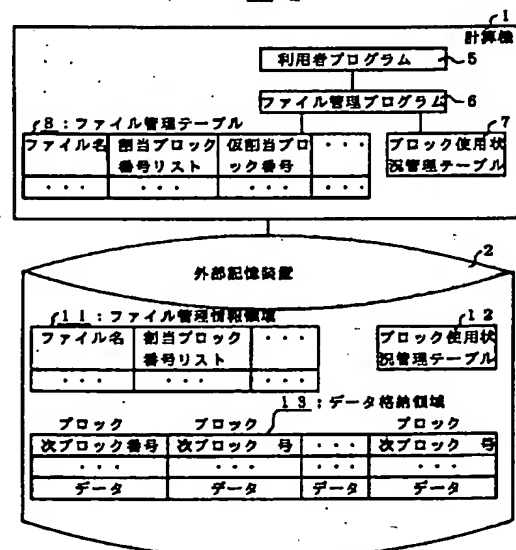 1
計算機
利用者プログラム 5
ファイル管理プログラム 6
8:ファイル管理テーブル 7
ファイル名 割当ブロック番号リスト 仮割当ブロック番号 ・・・
・・・ ・・・ ・・・ ・・・
ブロック使用状況管理テーブル
2
外部記憶装置
11:ファイル管理情報領域 12
ファイル名 割当ブロック番号リスト ・・・
・・・ ・・・ ・・・
ブロック使用状況管理テーブル
13:データ格納領域
ブロック ブロック ブロック
次ブロック番号 次ブロック 号 ・・・ 次ブロック 号
・・・ ・・・ ・・・ ・・・
データ データ データ データ